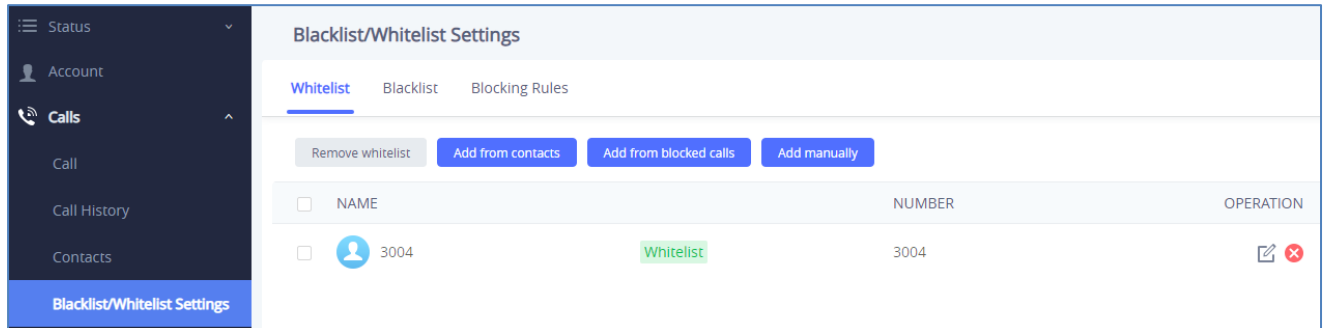 Status
Account
Calls
Call
Call History
Contacts
Blacklist/Whitelist Settings
Blacklist/Whitelist Settings
Whitelist Blacklist Blocking Rules
Remove whitelist Add from contacts Add from blocked calls Add manually
NAME NUMBER OPERATION
3004 Whitelist 3004